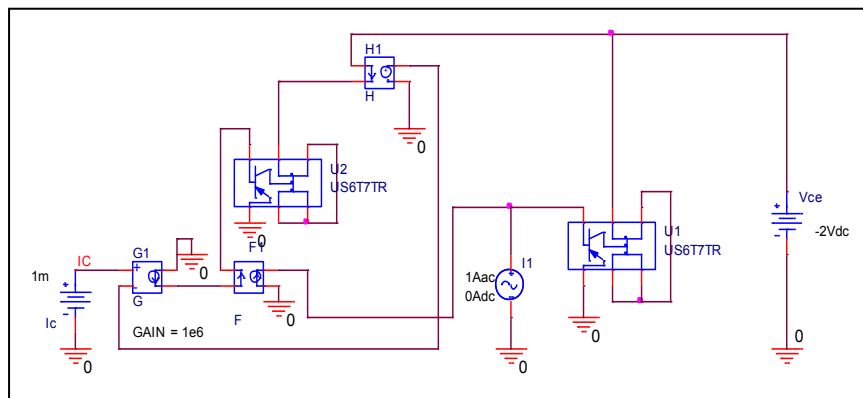 H1
H
0
U2
US6T7TR
0
F1
F
0
IC
G1
G
0
1m
Ic
0
GAIN = 1e6
I1
1Aac
0Adc
0
U1
US6T7TR
0
Vce
-2Vdc
0